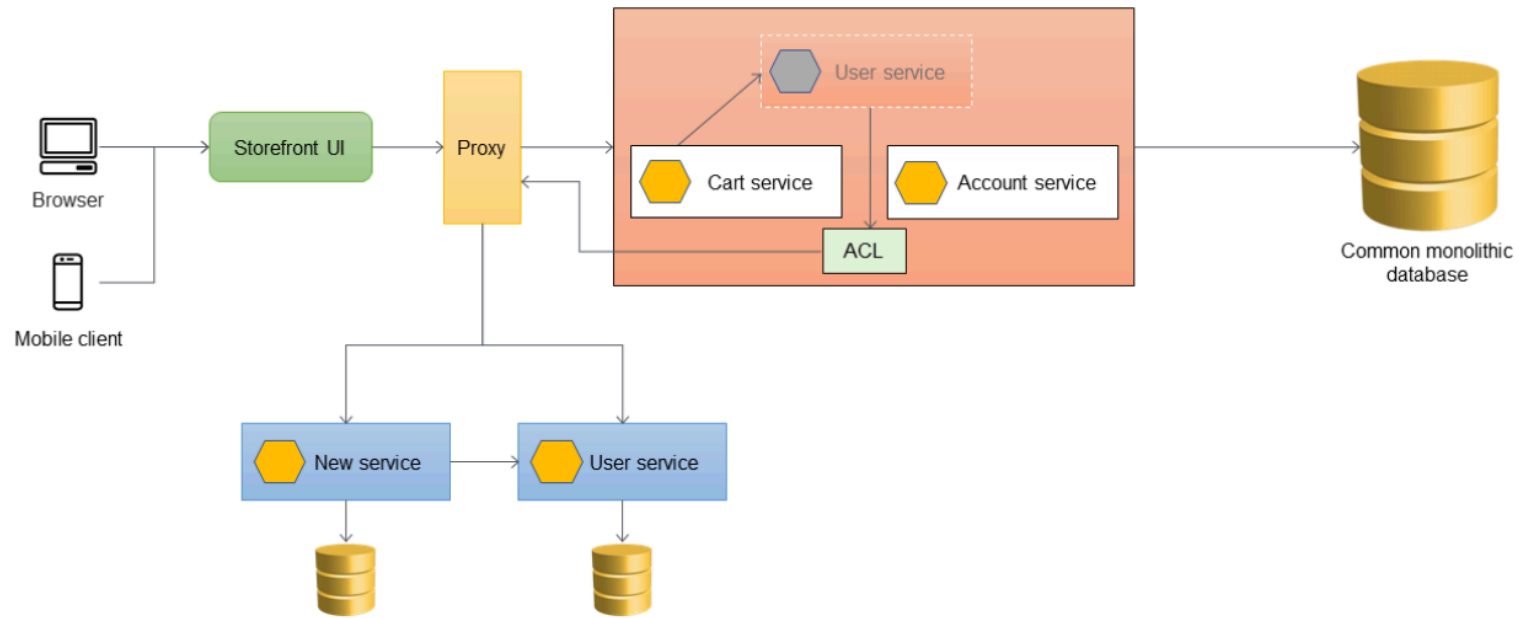 User service
Storefront UI
Proxy
Browser
Cart service
Account service
ACL
Common monolithic
database
Mobile client
New service
User service